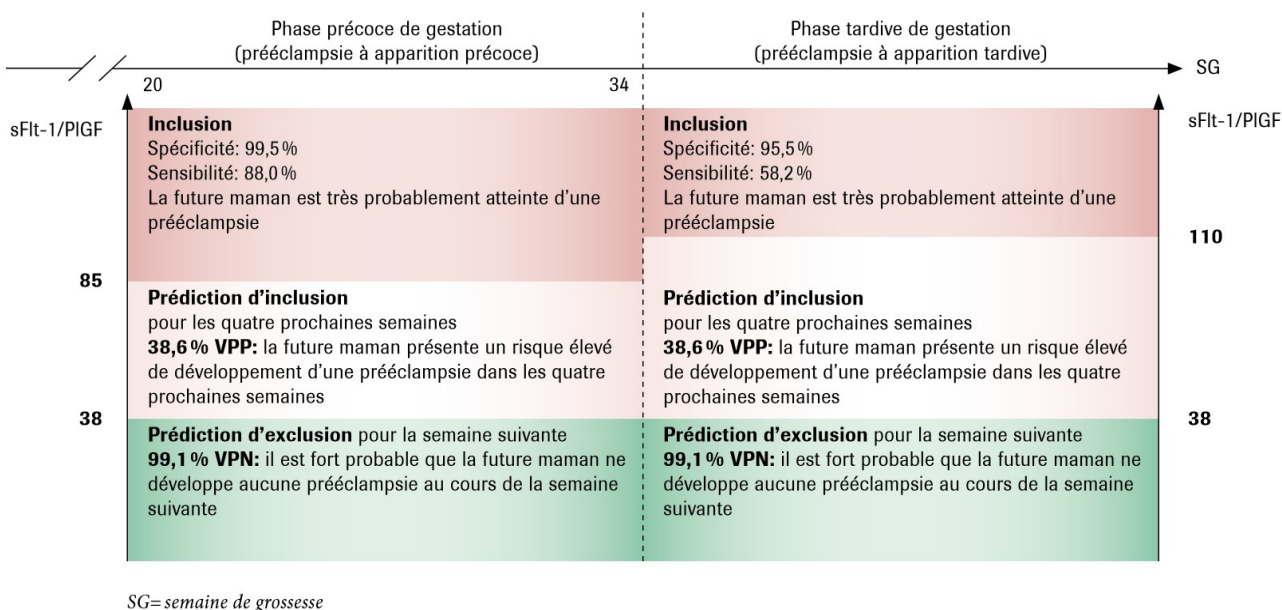 Phase précoce de gestation
(prééclampsie à apparition précoce)
Phase tardive de gestation
(prééclampsie à apparition tardive)
SG
20
34
sFlt-1/PlGF
sFlt-1/PlGF
Inclusion
Spécificité: 99,5 %
Sensibilité: 88,0 %
La future maman est très probablement atteinte d’une
prééclampsie
Inclusion
Spécificité: 95,5 %
Sensibilité: 58,2 %
La future maman est très probablement atteinte d’une
prééclampsie
110
85
Prédiction d’inclusion
pour les quatre prochaines semaines
38,6 % VPP: la future maman présente un risque élevé
de développement d’une prééclampsie dans les quatre
prochaines semaines
Prédiction d’inclusion
pour les quatre prochaines semaines
38,6 % VPP: la future maman présente un risque élevé
de développement d’une prééclampsie dans les quatre
prochaines semaines
38
38
Prédiction d’exclusion pour la semaine suivante
99,1 % VPN: il est fort probable que la future maman ne
développe aucune prééclampsie au cours de la semaine
suivante
Prédiction d’exclusion pour la semaine suivante
99,1 % VPN: il est fort probable que la future maman ne
développe aucune prééclampsie au cours de la semaine
suivante
SG= semaine de grossesse